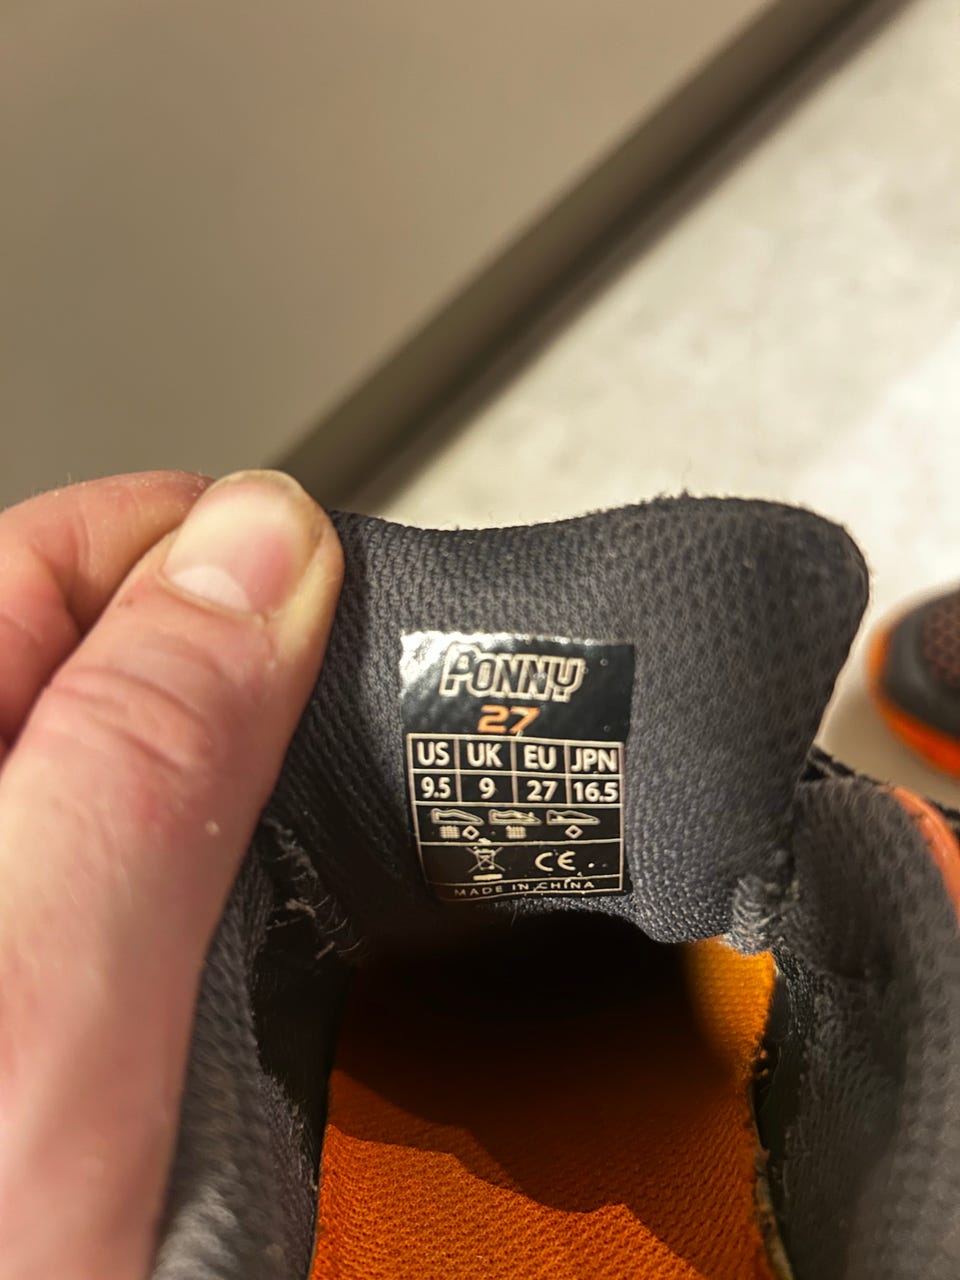 PONNY
27
US UK EU JPN
9.5 9 27 16.5
CE
MADE IN CHINA